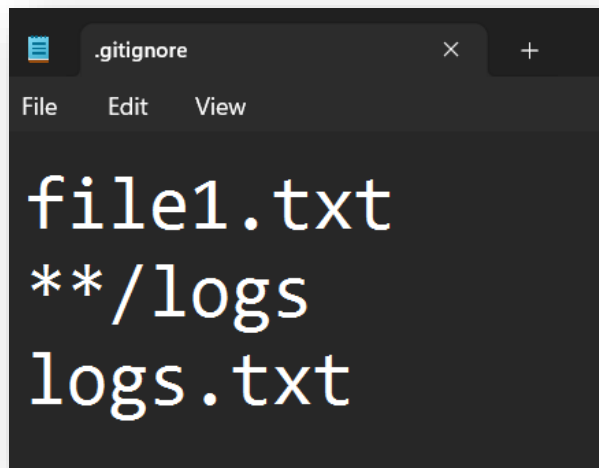 .gitignore
File Edit View
file1.txt
**/logs
logs.txt